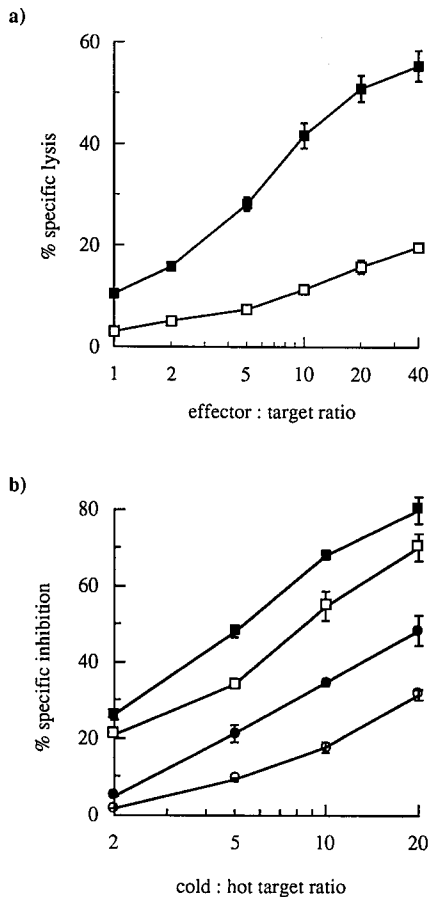 a)
60
40
20
0
% specific lysis
1 2 5 10 20 40
effector : target ratio
b)
80
60
40
20
0
% specific inhibition
2 5 10 20
cold : hot target ratio